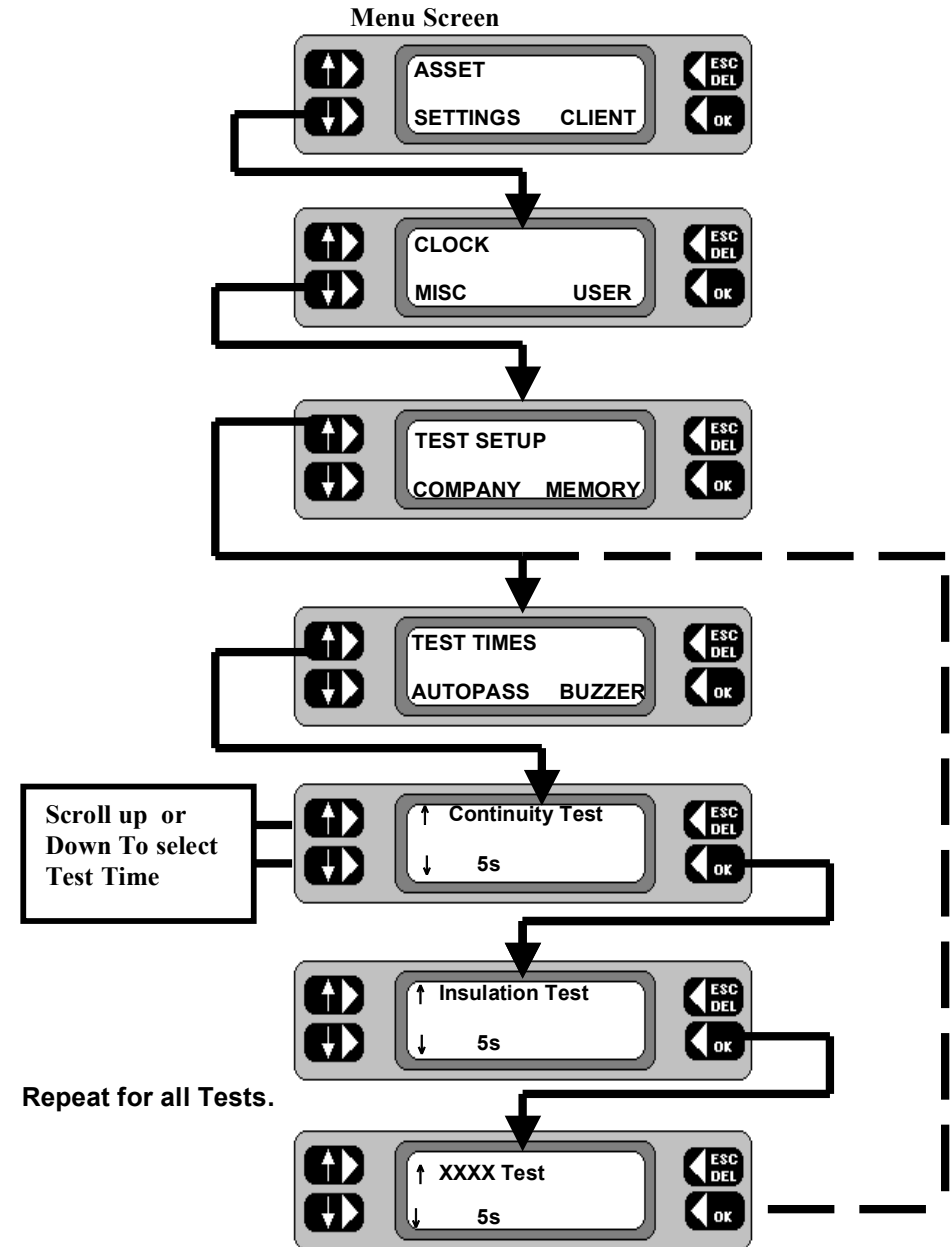 Menu Screen
ASSET
SETTINGS CLIENT
ESC
DEL
OK
CLOCK
MISC USER
ESC
DEL
OK
TEST SETUP
COMPANY MEMORY
ESC
DEL
OK
TEST TIMES
AUTOPASS BUZZER
ESC
DEL
OK
Scroll up or
Down To select
Test Time
↑ Continuity Test
↓ 5s
ESC
DEL
OK
↑ Insulation Test
↓ 5s
ESC
DEL
OK
Repeat for all Tests.
↑ XXXX Test
↓ 5s
ESC
DEL
OK